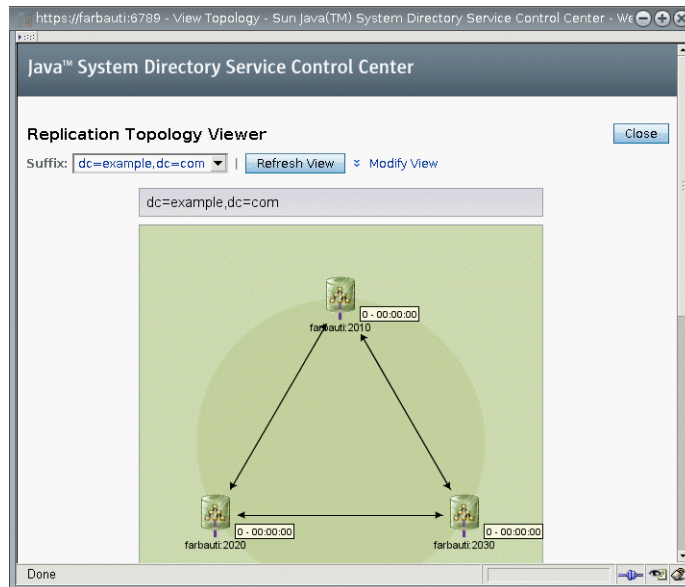 https://farbauti:6789 - View Topology - Sun Java(TM) System Directory Service Control Center - We
Java™ System Directory Service Control Center
Replication Topology Viewer
Close
Suffix: dc=example,dc=com | Refresh View Modify View
dc=example,dc=com
0 - 00:00:00
farbauti:2010
0 - 00:00:00
farbauti:2020
0 - 00:00:00
farbauti:2030
Done